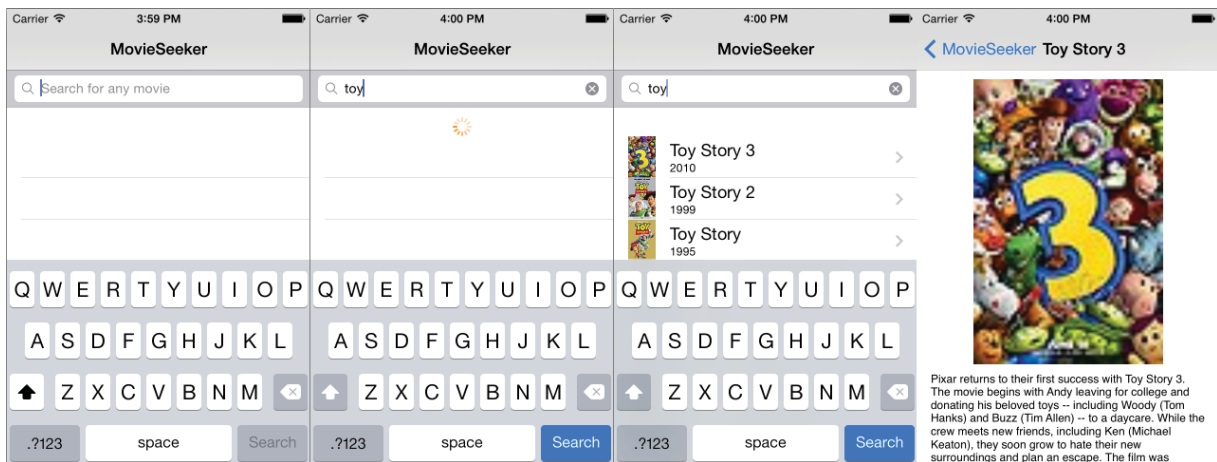 Carrier 3:59 PM
MovieSeeker
Search for any movie
Q W E R T Y U I O P
A S D F G H J K L
Z X C V B N M
.?123 space Search
Carrier 4:00 PM
MovieSeeker
toy
Q W E R T Y U I O P
A S D F G H J K L
Z X C V B N M
.?123 space Search
Carrier 4:00 PM
MovieSeeker
toy
Toy Story 3
2010
Toy Story 2
1999
Toy Story
1995
Q W E R T Y U I O P
A S D F G H J K L
Z X C V B N M
.?123 space Search
Carrier 4:00 PM
MovieSeeker Toy Story 3
3
Pixar returns to their first success with Toy Story 3.
The movie begins with Andy leaving for college and
donating his beloved toys -- including Woody (Tom
Hanks) and Buzz (Tim Allen) -- to a daycare. While the
crew meets new friends, including Ken (Michael
Keaton), they soon grow to hate their new
surroundings and plan an escape. The film was